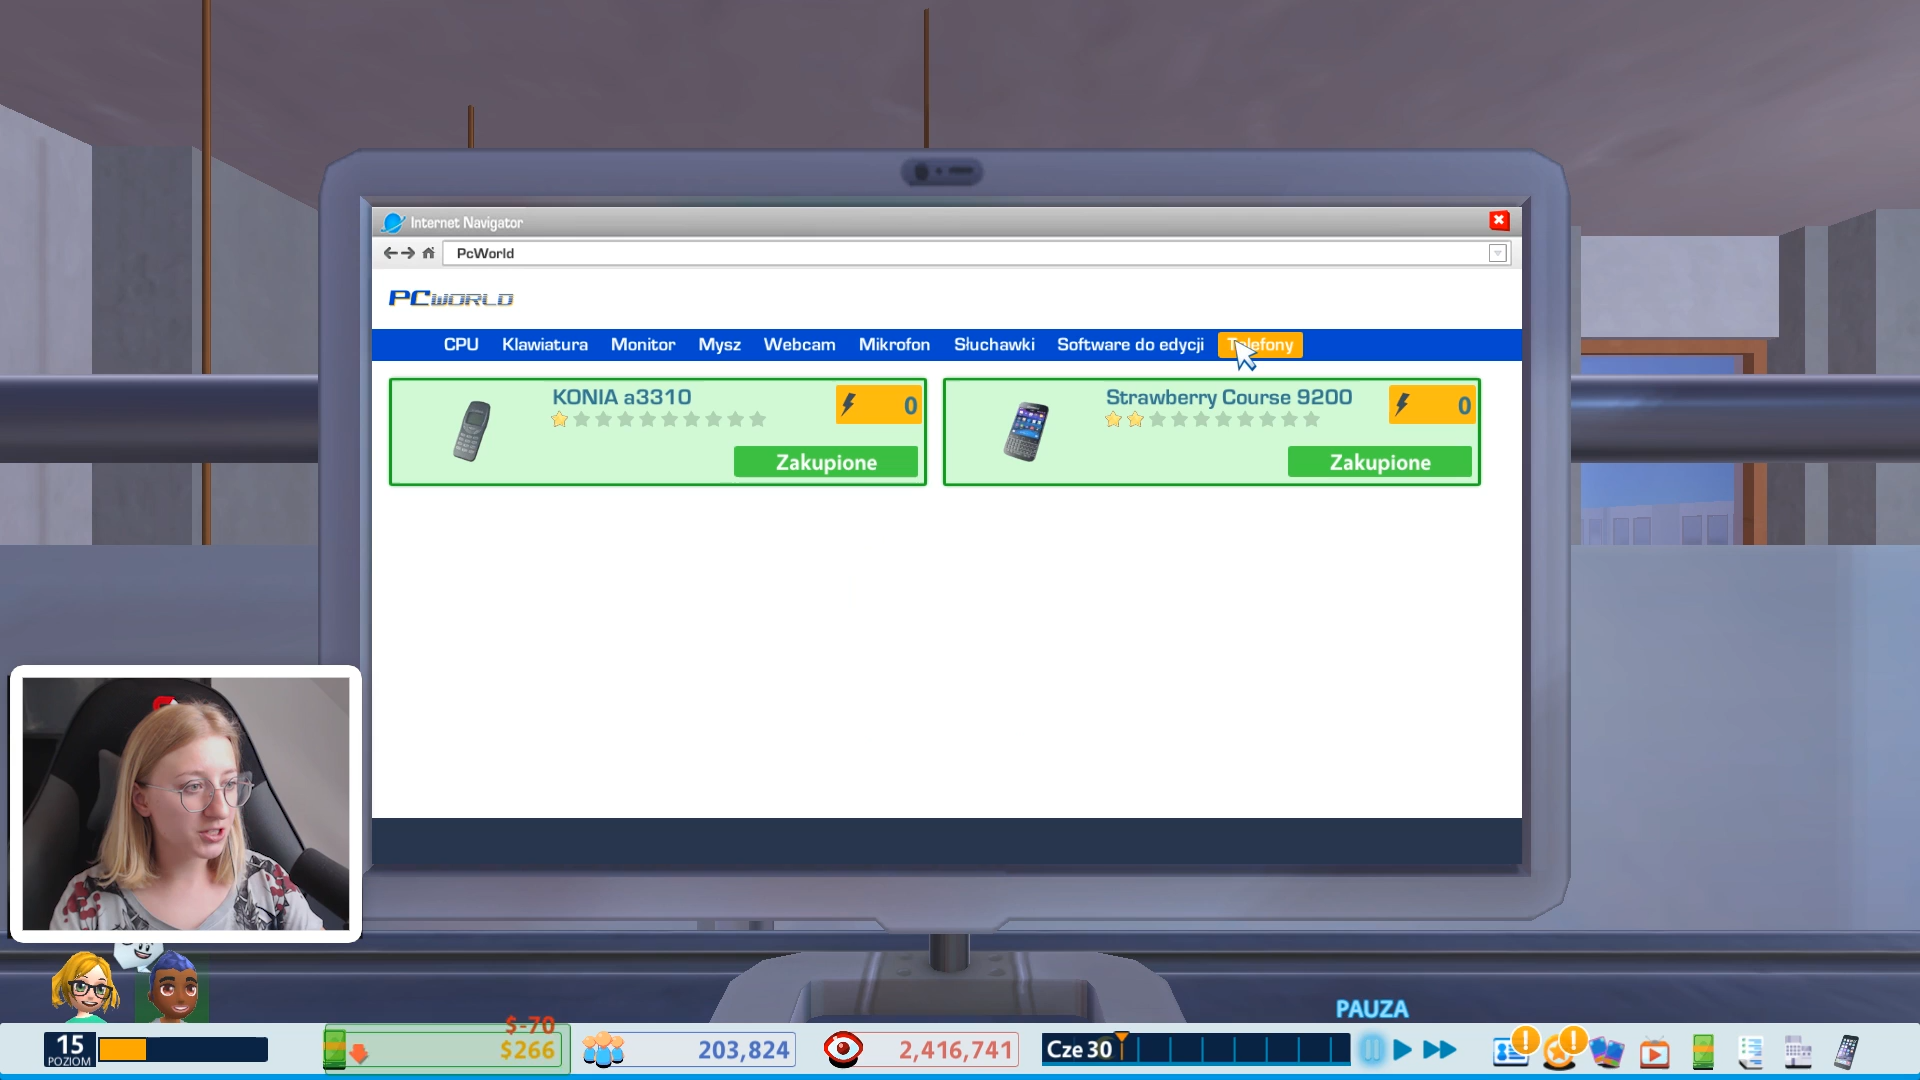 Internet Navigator
PcWorld
PCWORLD
CPU Klawiatura Monitor Mysz Webcam Mikrofon Słuchawki Software do edycji Telefony
KONIA a3310 0
Zakupione
Strawberry Course 9200 0
Zakupione
PAUZA
15
POZIOM
$-70
$266
203,824
2,416,741
Cze 30